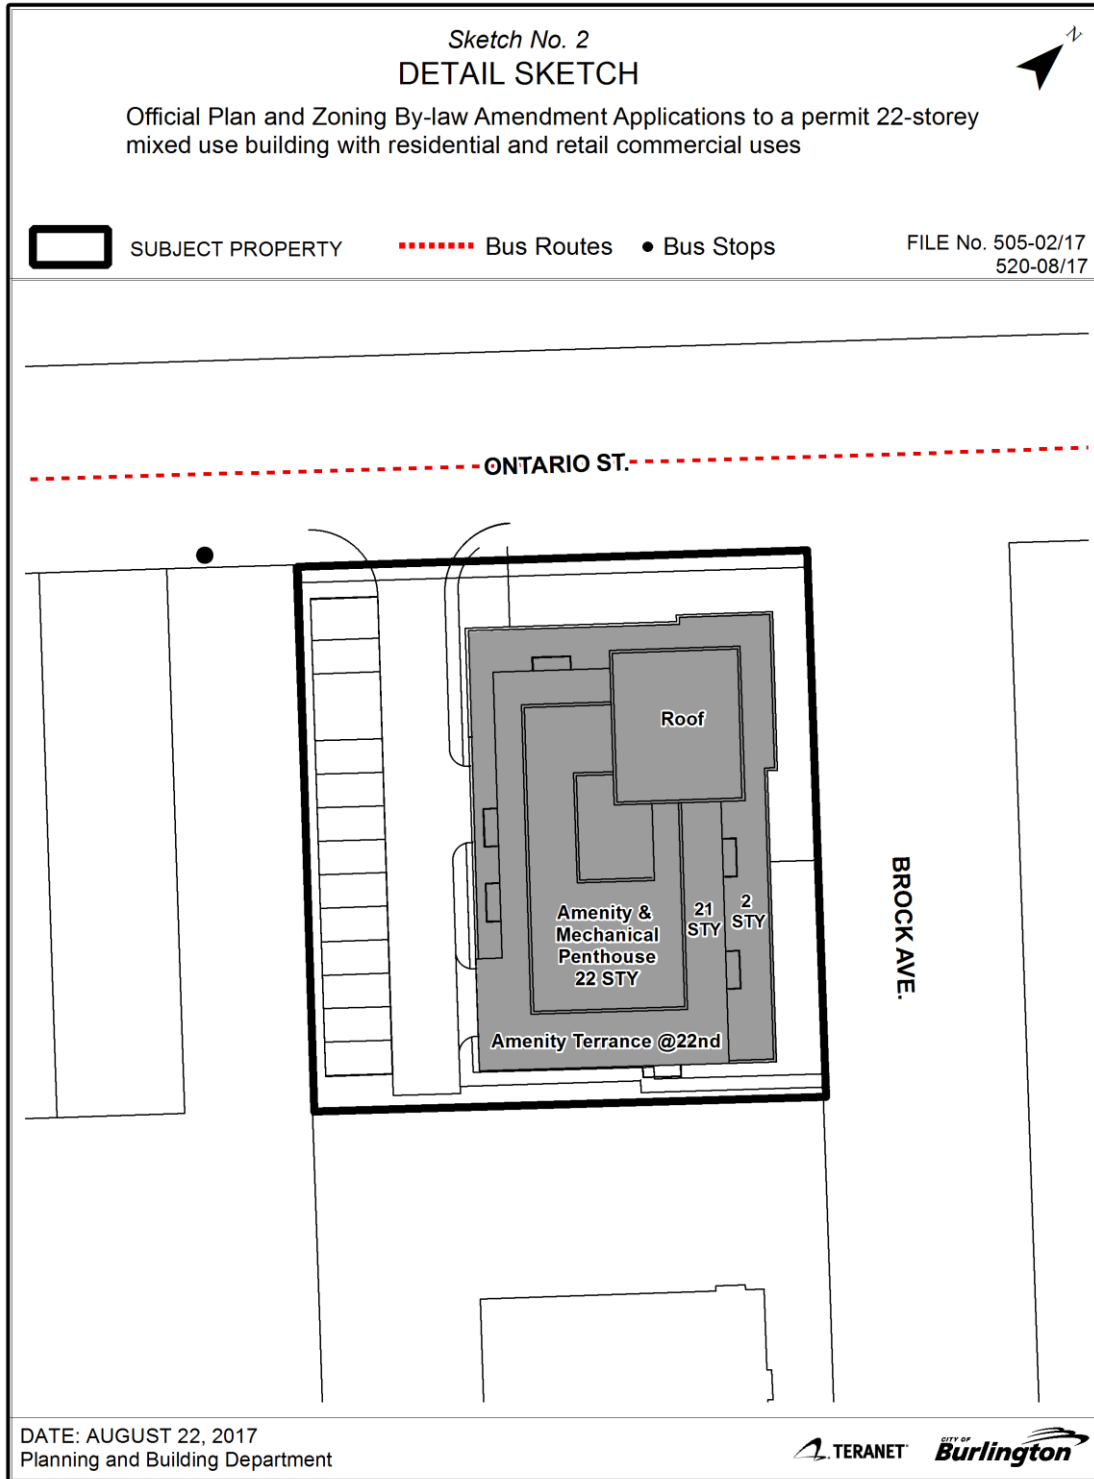 Sketch No. 2
DETAIL SKETCH
N
Official Plan and Zoning By-law Amendment Applications to a permit 22-storey
mixed use building with residential and retail commercial uses
SUBJECT PROPERTY
Bus Routes
Bus Stops
FILE No. 505-02/17
520-08/17
ONTARIO ST.
Roof
BROCK AVE.
Amenity &
Mechanical
Penthouse
22 STY
21
STY
2
STY
Amenity Terrance @22nd
DATE: AUGUST 22, 2017
Planning and Building Department
TERANET
CITY OF
Burlington